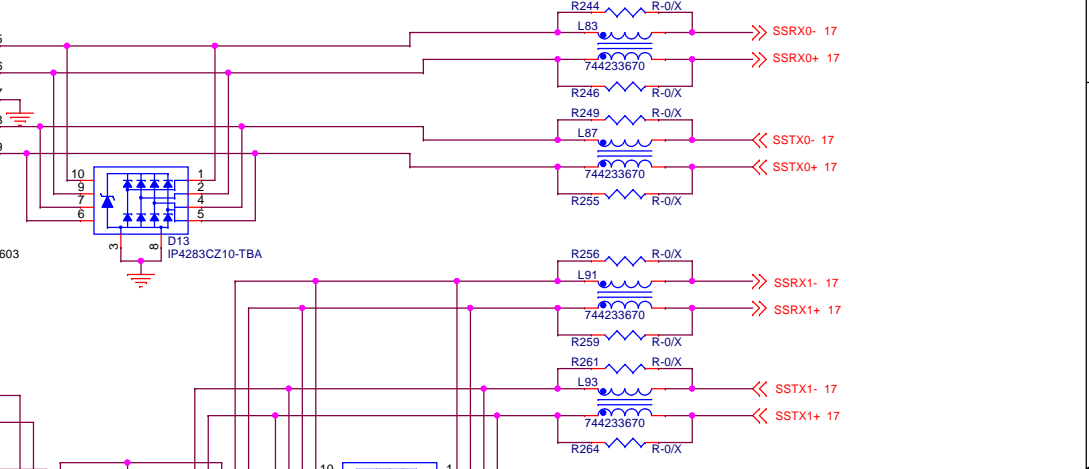 R244 R-0/X
L83
SSRX0- 17
SSRX0+ 17
744233670
R246 R-0/X
R249 R-0/X
L87
SSTX0- 17
SSTX0+ 17
744233670
10 1
9 2
7 4
6 5
R255 R-0/X
3 8
D13
603 IP4283CZ10-TBA
R256 R-0/X
L91
SSRX1- 17
SSRX1+ 17
744233670
R259 R-0/X
R261 R-0/X
L93
SSTX1- 17
SSTX1+ 17
744233670
R264 R-0/X
10 1